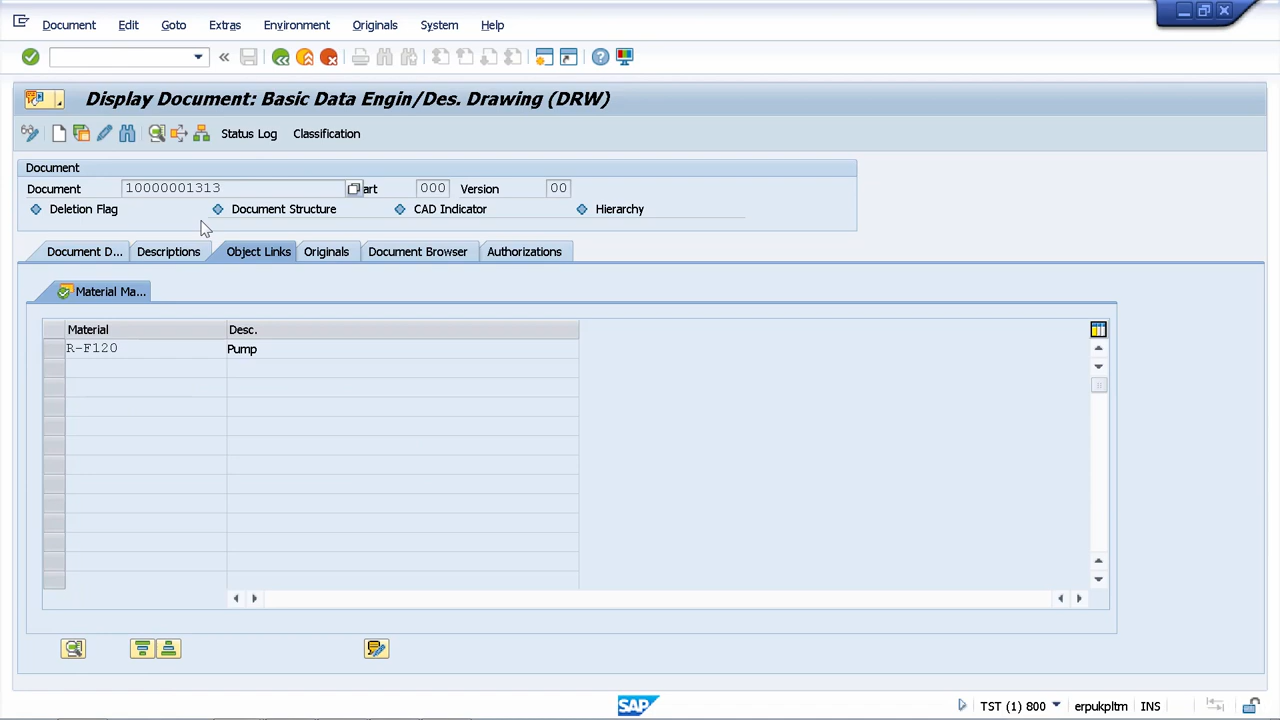 Document Edit Goto Extras Environment Originals System Help
Display Document: Basic Data Engin/Des. Drawing (DRW)
Status Log Classification
Document
Document 10000001313 art 000 Version 00
Deletion Flag Document Structure CAD Indicator Hierarchy
Document D... Descriptions Object Links Originals Document Browser Authorizations
Material Ma...
Material Desc.
R-F120 Pump
SAP TST (1) 800 erpukpltm INS